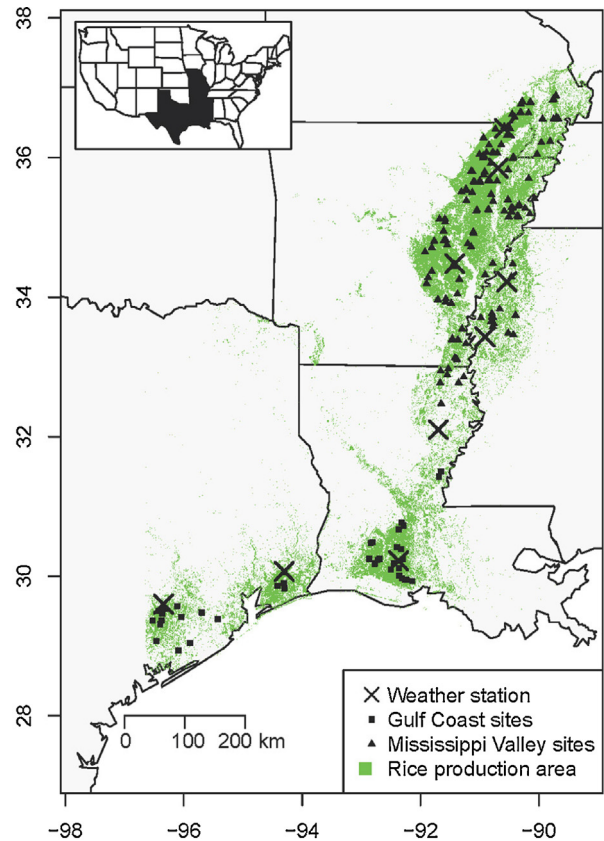 38
36
34
32
30
28
0 100 200 km
Weather station
Gulf Coast sites
Mississippi Valley sites
Rice production area
−98 −96 −94 −92 −90